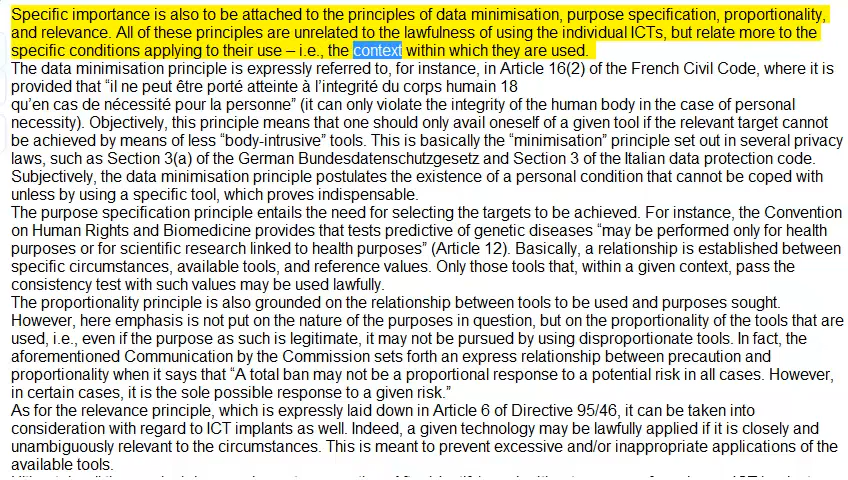 Specific importance is also to be attached to the principles of data minimisation, purpose specification, proportionality,
and relevance. All of these principles are unrelated to the lawfulness of using the individual ICTs, but relate more to the
specific conditions applying to their use – i.e., the context within which they are used.
The data minimisation principle is expressly referred to, for instance, in Article 16(2) of the French Civil Code, where it is
provided that “il ne peut être porté atteinte à l’integrité du corps humain 18
qu’en cas de nécessité pour la personne” (it can only violate the integrity of the human body in the case of personal
necessity). Objectively, this principle means that one should only avail oneself of a given tool if the relevant target cannot
be achieved by means of less “body-intrusive” tools. This is basically the “minimisation” principle set out in several privacy
laws, such as Section 3(a) of the German Bundesdatenschutzgesetz and Section 3 of the Italian data protection code.
Subjectively, the data minimisation principle postulates the existence of a personal condition that cannot be coped with
unless by using a specific tool, which proves indispensable.
The purpose specification principle entails the need for selecting the targets to be achieved. For instance, the Convention
on Human Rights and Biomedicine provides that tests predictive of genetic diseases “may be performed only for health
purposes or for scientific research linked to health purposes” (Article 12). Basically, a relationship is established between
specific circumstances, available tools, and reference values. Only those tools that, within a given context, pass the
consistency test with such values may be used lawfully.
The proportionality principle is also grounded on the relationship between tools to be used and purposes sought.
However, here emphasis is not put on the nature of the purposes in question, but on the proportionality of the tools that are
used, i.e., even if the purpose as such is legitimate, it may not be pursued by using disproportionate tools. In fact, the
aforementioned Communication by the Commission sets forth an express relationship between precaution and
proportionality when it says that “A total ban may not be a proportional response to a potential risk in all cases. However,
in certain cases, it is the sole possible response to a given risk.”
As for the relevance principle, which is expressly laid down in Article 6 of Directive 95/46, it can be taken into
consideration with regard to ICT implants as well. Indeed, a given technology may be lawfully applied if it is closely and
unambiguously relevant to the circumstances. This is meant to prevent excessive and/or inappropriate applications of the
available tools.